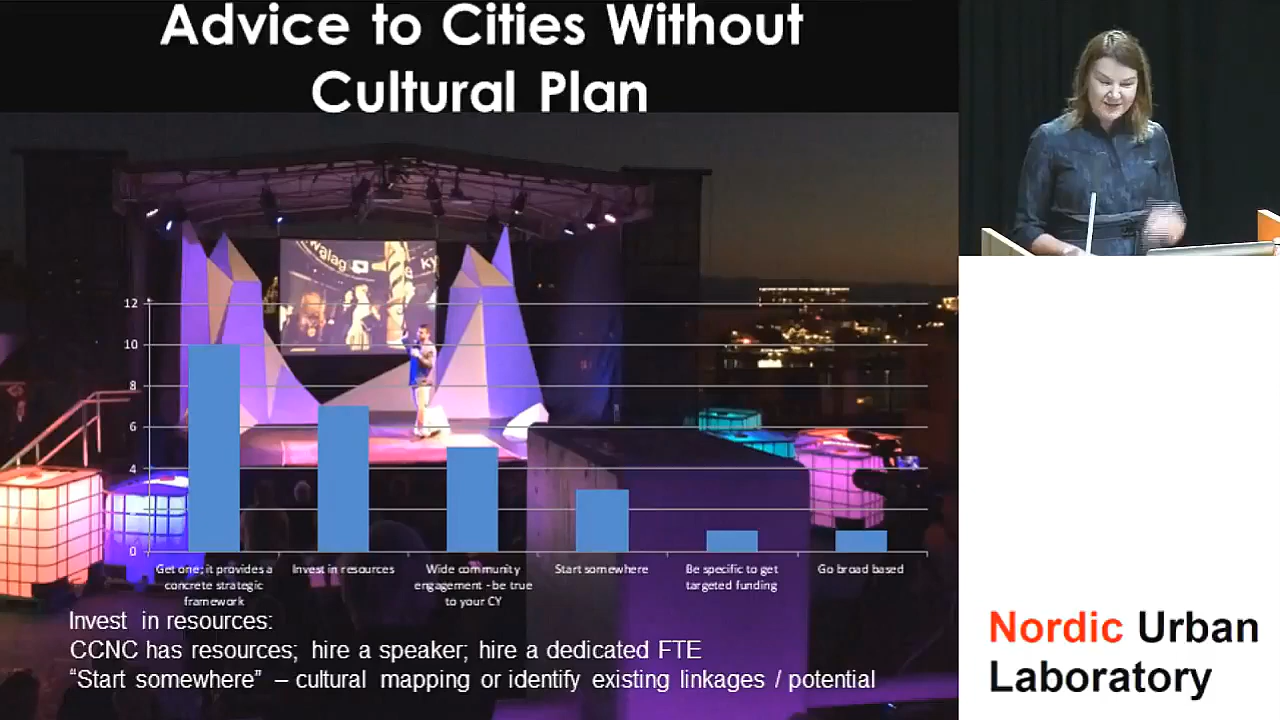 Advice to Cities Without
Cultural Plan
12
10
8
6
4
0
Get one; it provides a
concrete strategic
framework
Invest in resources
Wide community
engagement - be true
to your CY
Start somewhere
Be specific to get
targeted funding
Go broad based
Invest in resources:
CCNC has resources; hire a speaker; hire a dedicated FTE
“Start somewhere” – cultural mapping or identify existing linkages / potential
Nordic Urban
Laboratory